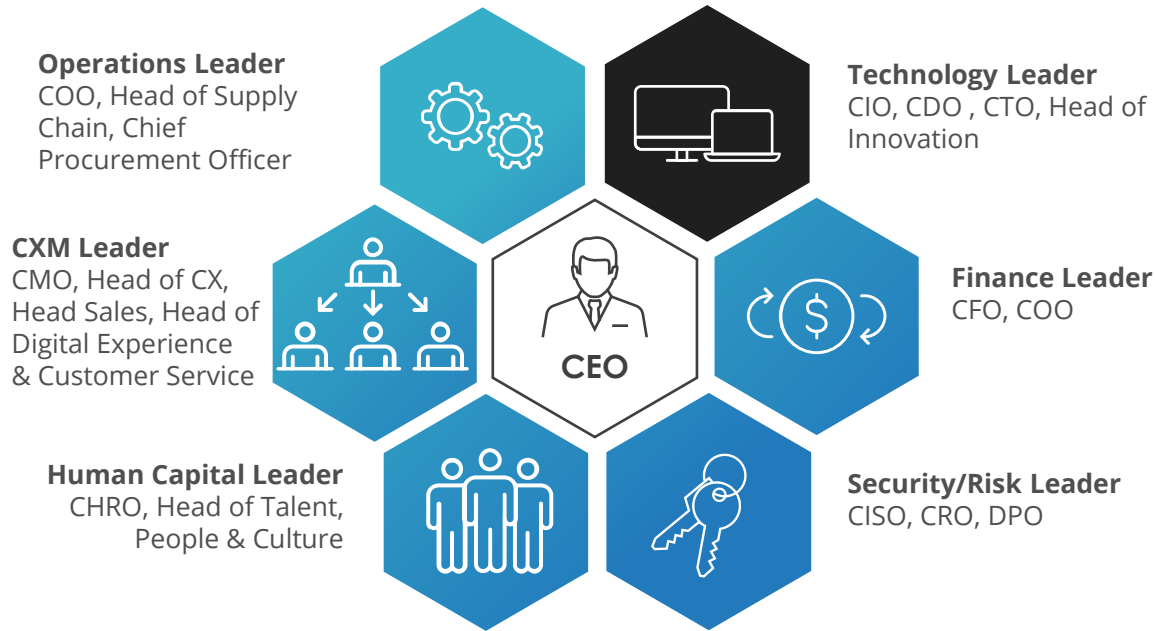 Operations Leader
COO, Head of Supply
Chain, Chief
Procurement Officer
Technology Leader
CIO, CDO , CTO, Head of
Innovation
CXM Leader
CMO, Head of CX,
Head Sales, Head of
Digital Experience
& Customer Service
CEO
Finance Leader
CFO, COO
Human Capital Leader
CHRO, Head of Talent,
People & Culture
Security/Risk Leader
CISO, CRO, DPO
$